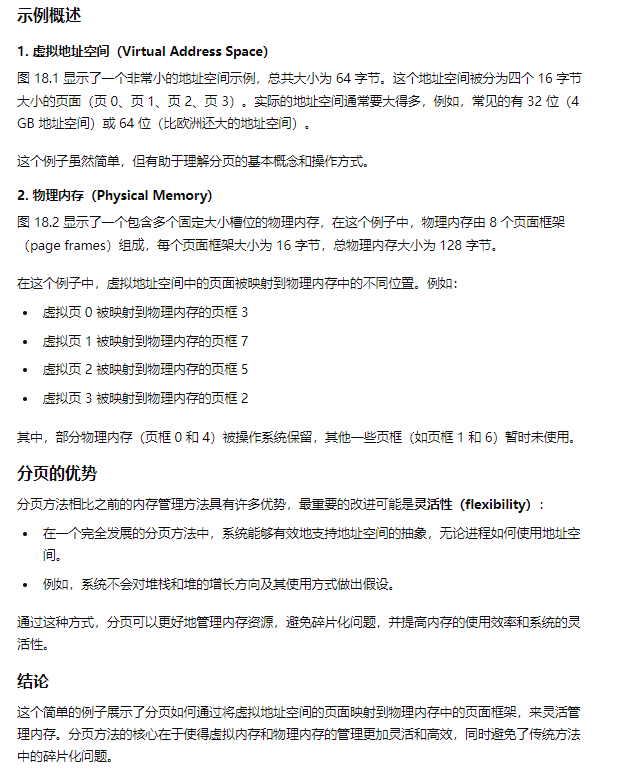 示例概述
1. 虚拟地址空间（Virtual Address Space）
图 18.1 显示了一个非常小的地址空间示例，总共大小为 64 字节。这个地址空间被分为四个 16 字节
大小的页面（页 0、页 1、页 2、页 3）。实际的地址空间通常要大得多，例如，常见的有 32 位（4
GB 地址空间）或 64 位（比欧洲还大的地址空间）。
这个例子虽然简单，但有助于理解分页的基本概念和操作方式。
2. 物理内存（Physical Memory）
图 18.2 显示了一个包含多个固定大小槽位的物理内存，在这个例子中，物理内存由 8 个页面框架
（page frames）组成，每个页面框架大小为 16 字节，总物理内存大小为 128 字节。
在这个例子中，虚拟地址空间中的页面被映射到物理内存中的不同位置。例如：
• 虚拟页 0 被映射到物理内存的页框 3
• 虚拟页 1 被映射到物理内存的页框 7
• 虚拟页 2 被映射到物理内存的页框 5
• 虚拟页 3 被映射到物理内存的页框 2
其中，部分物理内存（页框 0 和 4）被操作系统保留，其他一些页框（如页框 1 和 6）暂时未使用。
分页的优势
分页方法相比之前的内存管理方法具有许多优势，最重要的改进可能是灵活性（flexibility）：
• 在一个完全发展的分页方法中，系统能够有效地支持地址空间的抽象，无论进程如何使用地址空
间。
• 例如，系统不会对堆栈和堆的增长方向及其使用方式做出假设。
通过这种方式，分页可以更好地管理内存资源，避免碎片化问题，并提高内存的使用效率和系统的灵
活性。
结论
这个简单的例子展示了分页如何通过将虚拟地址空间的页面映射到物理内存中的页面框架，来灵活管
理内存。分页方法的核心在于使得虚拟内存和物理内存的管理更加灵活和高效，同时避免了传统方法
中的碎片化问题。